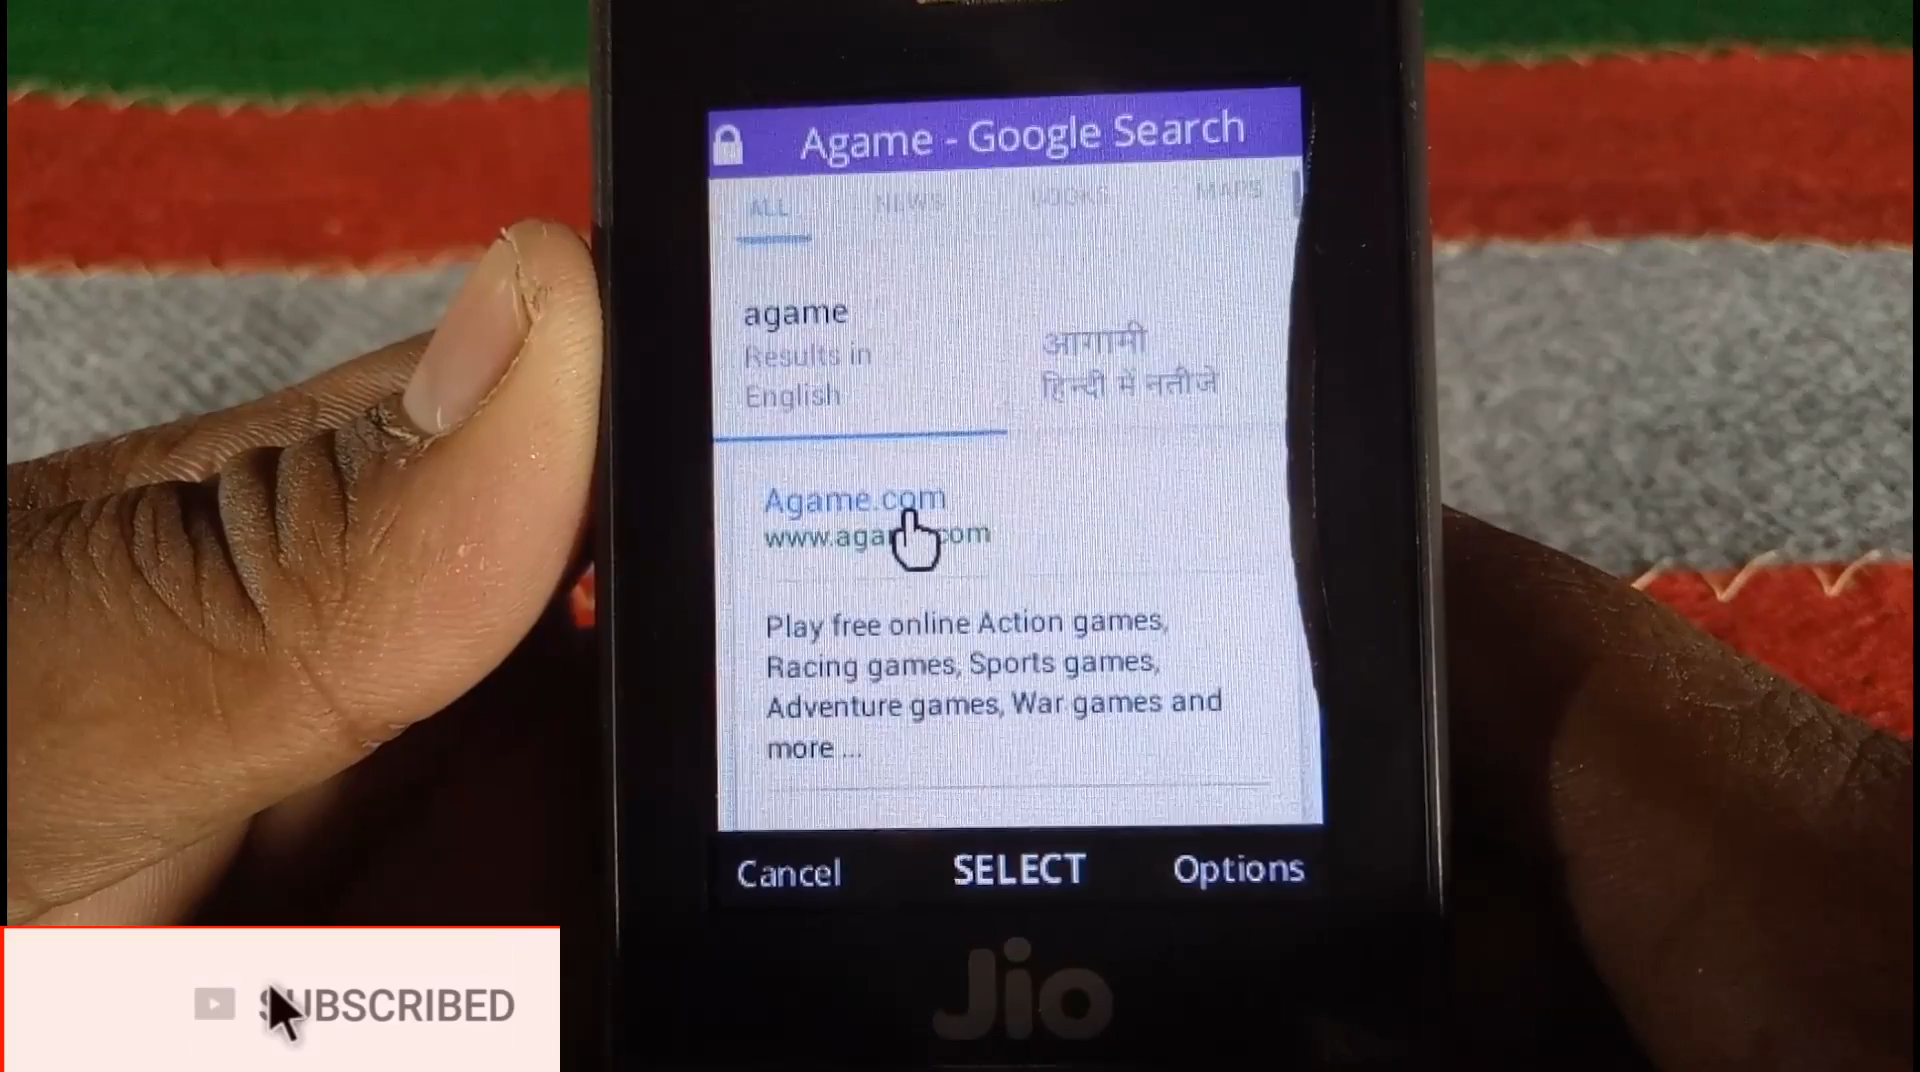 Agame - Google Search
ALL NEWS BOOKS MAPS
agame
Results in
English
आगामी
हिन्दी में नतीजे
Agame.com
www.aga com
Play free online Action games,
Racing games, Sports games,
Adventure games, War games and
more ...
Cancel SELECT Options
Jio
SUBSCRIBED